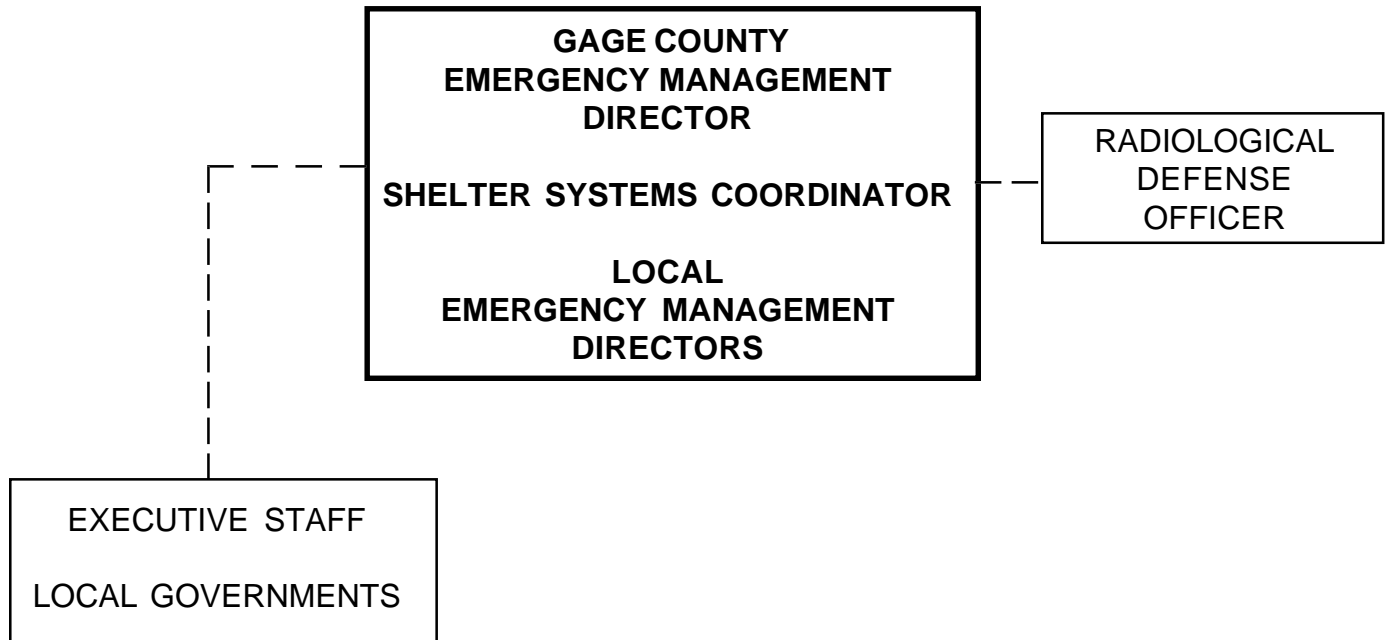 GAGE COUNTY
EMERGENCY MANAGEMENT
DIRECTOR
SHELTER SYSTEMS COORDINATOR
LOCAL
EMERGENCY MANAGEMENT
DIRECTORS
RADIOLOGICAL
DEFENSE
OFFICER
EXECUTIVE STAFF
LOCAL GOVERNMENTS